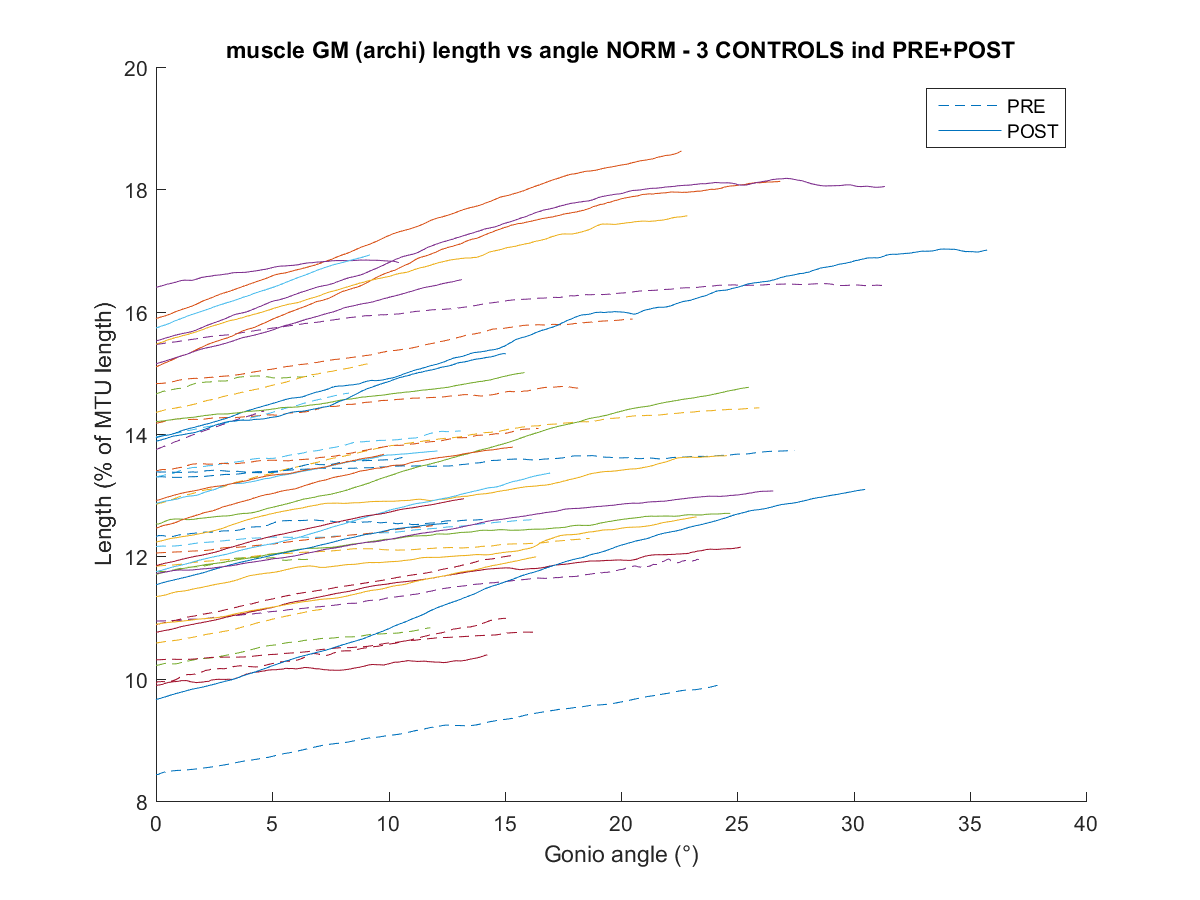 muscle GM (archi) length vs angle NORM - 3 CONTROLS ind PRE+POST
PRE
POST
Length (% of MTU length)
20
18
16
14
12
10
8
0 5 10 15 20 25 30 35 40
Gonio angle (°)